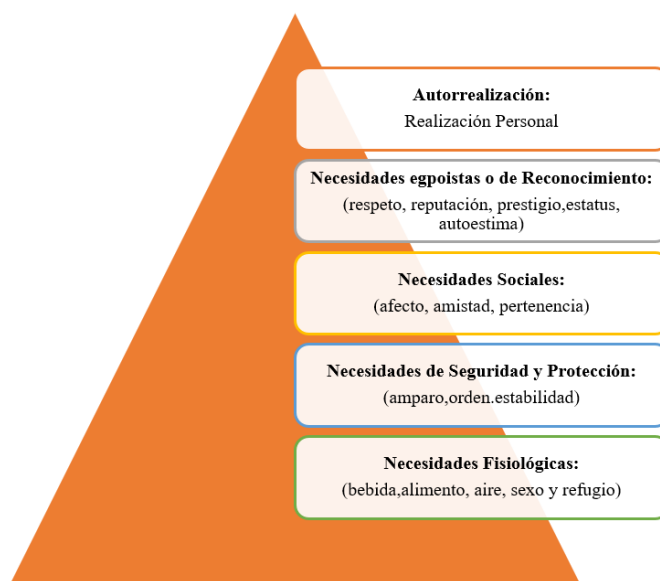 Autorrealización:
Realización Personal
Necesidades egpoistas o de Reconocimiento:
(respeto, reputación, prestigio,estatus,
autoestima)
Necesidades Sociales:
(afecto, amistad, pertenencia)
Necesidades de Seguridad y Protección:
(amparo,orden.estabilidad)
Necesidades Fisiológicas:
(bebida,alimento, aire, sexo y refugio)